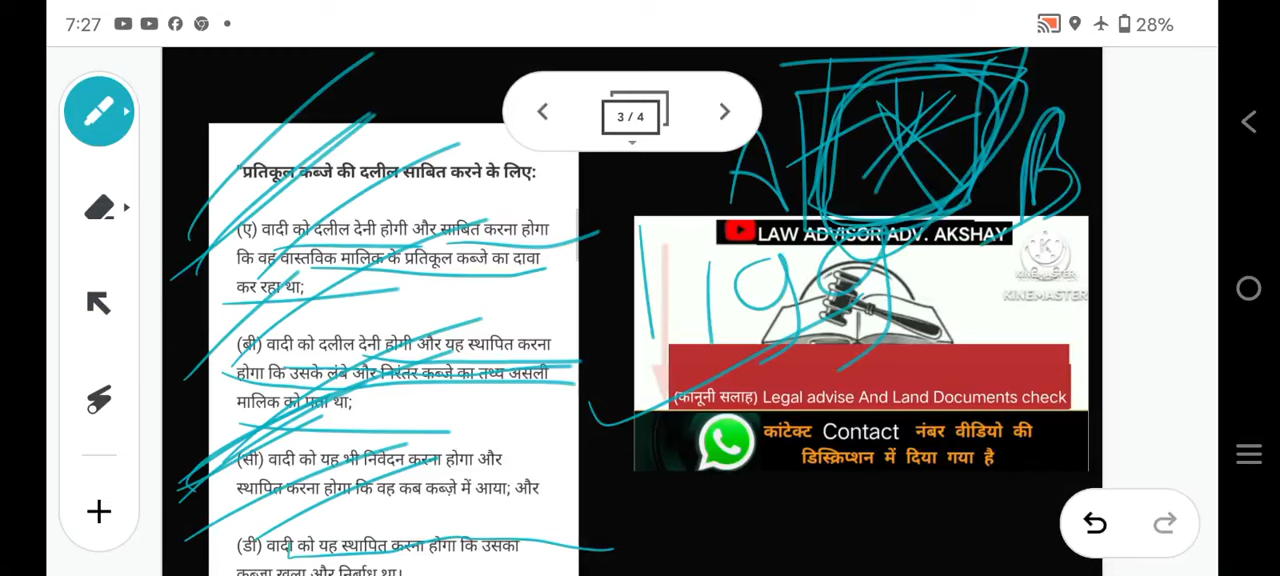 7:27
28%
3 / 4
"प्रतिकूल कब्जे की दलील साबित करने के लिए:
(ए) वादी को दलील देनी होगी और साबित करना होगा
कि वह वास्तविक मालिक के प्रतिकूल कब्जे का दावा
कर रहा था;
(बी) वादी को दलील देनी होगी और यह स्थापित करना
होगा कि उसके लंबे और निरंतर कब्जे का तथ्य असली
मालिक को पता था;
(सी) वादी को यह भी निवेदन करना होगा और
स्थापित करना होगा कि वह कब कब्ज़े में आया; और
(डी) वादी को यह स्थापित करना होगा कि उसका
कब्जा खुला और निर्बाध था।
A
B
LAW ADVISOR ADV. AKSHAY
K
KINEMASTER
KINEMASTER
(कानूनी सलाह) Legal advise And Land Documents check
कांटेक्ट Contact नंबर वीडियो की
डिस्क्रिप्शन में दिया गया है